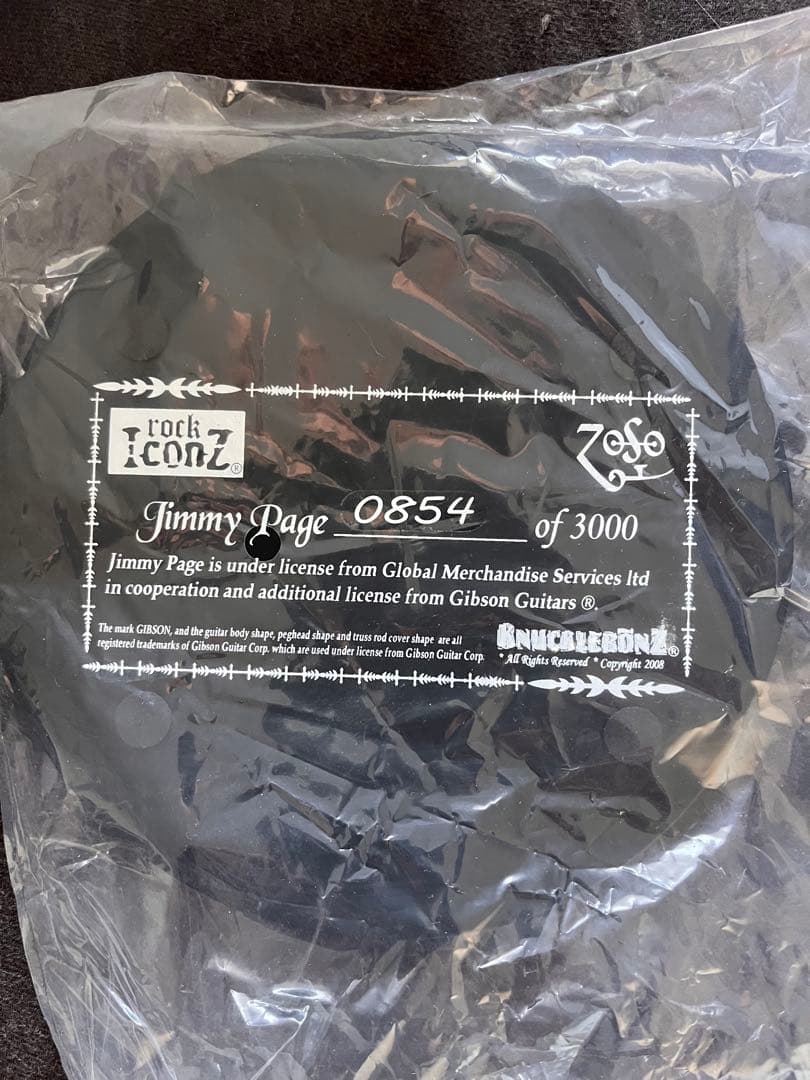 rock
IconZ®
ZoSo
Jimmy Page 0854 of 3000
Jimmy Page is under license from Global Merchandise Services ltd
in cooperation and additional license from Gibson Guitars ®.
The mark GIBSON, and the guitar body shape, peghead shape and truss rod cover shape are all
registered trademarks of Gibson Guitar Corp. which are used under license from Gibson Guitar Corp.
KNUCKLEBONZ®
* All Rights Reserved * Copyright 2008